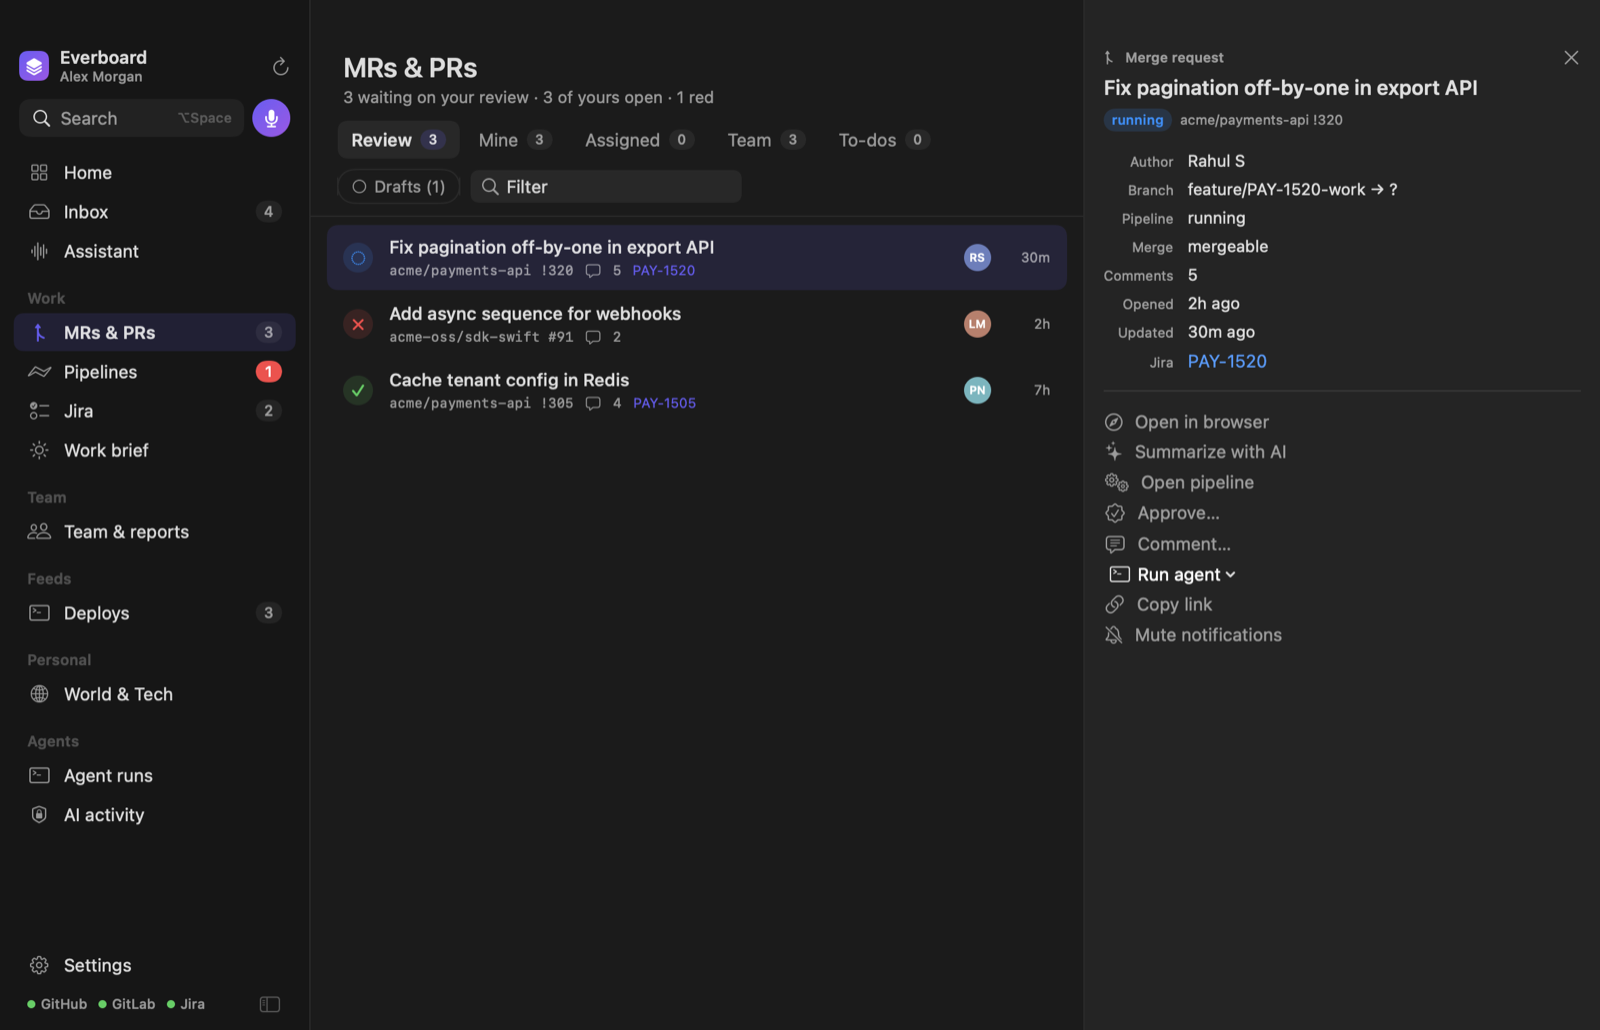 Everboard
Alex Morgan
Search ⌥Space
Home
Inbox 4
Assistant
Work
MRs & PRs 3
Pipelines 1
Jira 2
Work brief
Team
Team & reports
Feeds
Deploys 3
Personal
World & Tech
Agents
Agent runs
AI activity
Settings
GitHub GitLab Jira
MRs & PRs
3 waiting on your review · 3 of yours open · 1 red
Review 3 Mine 3 Assigned 0 Team 3 To-dos 0
Drafts (1) Filter
Fix pagination off-by-one in export API
acme/payments-api !320 5 PAY-1520
RS 30m
Add async sequence for webhooks
acme-oss/sdk-swift #91 2
LM 2h
Cache tenant config in Redis
acme/payments-api !305 4 PAY-1505
PN 7h
Merge request
Fix pagination off-by-one in export API
running acme/payments-api !320
Author Rahul S
Branch feature/PAY-1520-work → ?
Pipeline running
Merge mergeable
Comments 5
Opened 2h ago
Updated 30m ago
Jira PAY-1520
Open in browser
Summarize with AI
Open pipeline
Approve...
Comment...
Run agent
Copy link
Mute notifications